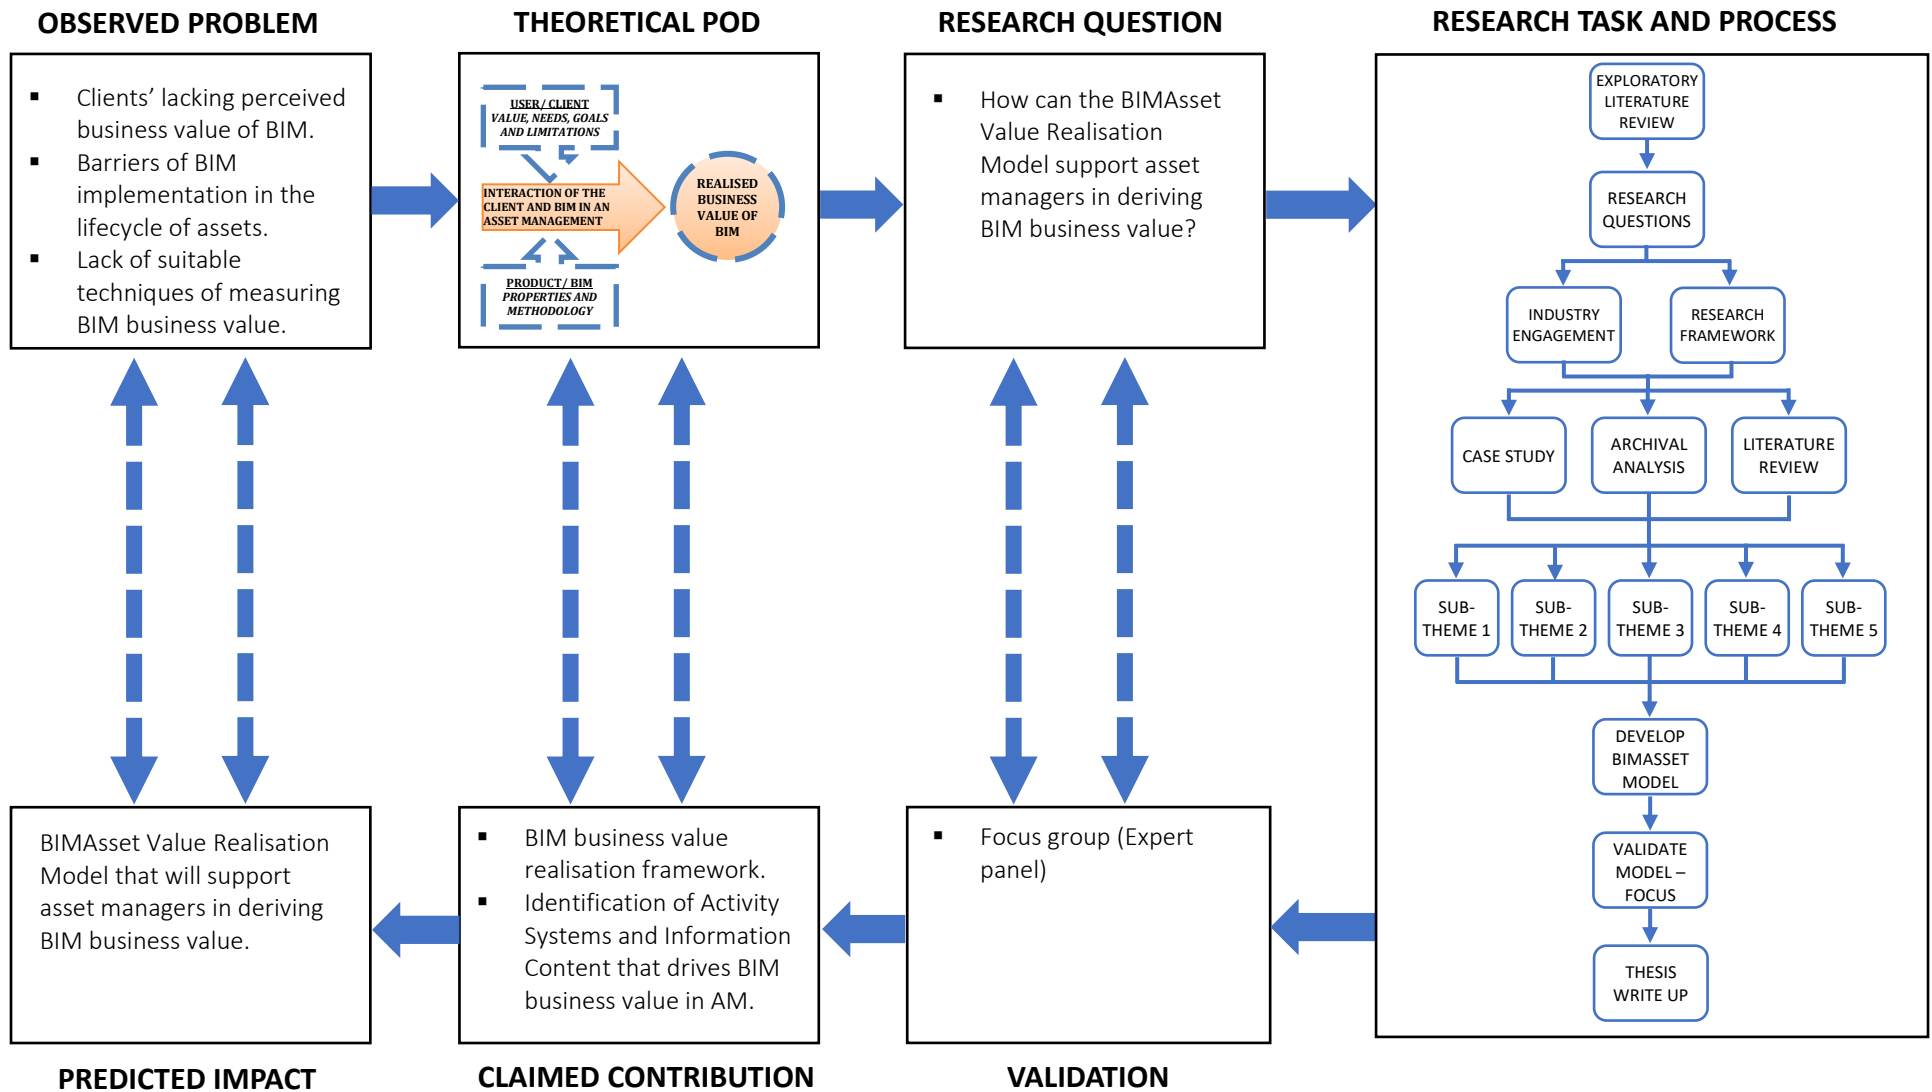 OBSERVED PROBLEM
▪ Clients’ lacking perceived
business value of BIM.
▪ Barriers of BIM
implementation in the
lifecycle of assets.
▪ Lack of suitable
techniques of measuring
BIM business value.
THEORETICAL POD
USER/ CLIENT
VALUE, NEEDS, GOALS
AND LIMITATIONS
INTERACTION OF THE
CLIENT AND BIM IN AN
ASSET MANAGEMENT
REALISED
BUSINESS
VALUE OF
BIM
PRODUCT/ BIM
PROPERTIES AND
METHODOLOGY
RESEARCH QUESTION
▪ How can the BIMAsset
Value Realisation
Model support asset
managers in deriving
BIM business value?
RESEARCH TASK AND PROCESS
EXPLORATORY
LITERATURE
REVIEW
RESEARCH
QUESTIONS
INDUSTRY
ENGAGEMENT
RESEARCH
FRAMEWORK
CASE STUDY
ARCHIVAL
ANALYSIS
LITERATURE
REVIEW
SUB-
THEME 1
SUB-
THEME 2
SUB-
THEME 3
SUB-
THEME 4
SUB-
THEME 5
DEVELOP
BIMASSET
MODEL
VALIDATE
MODEL –
FOCUS
THESIS
WRITE UP
▪ Focus group (Expert
panel)
VALIDATION
▪ BIM business value
realisation framework.
▪ Identification of Activity
Systems and Information
Content that drives BIM
business value in AM.
CLAIMED CONTRIBUTION
BIMAsset Value Realisation
Model that will support
asset managers in deriving
BIM business value.
PREDICTED IMPACT